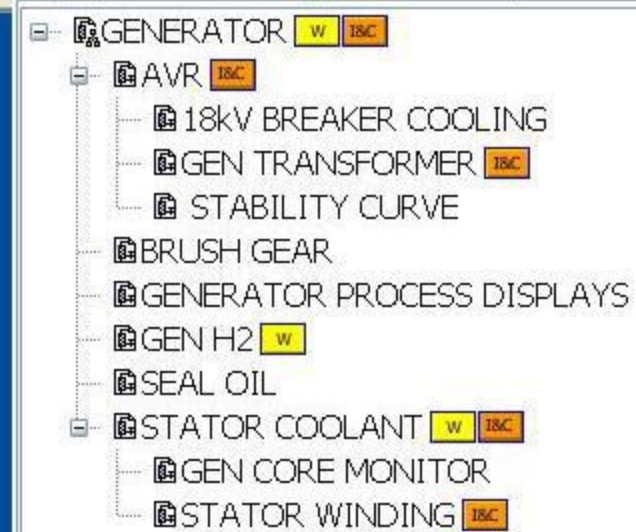 GENERATOR W I&C
AVR I&C
18kV BREAKER COOLING
GEN TRANSFORMER I&C
STABILITY CURVE
BRUSH GEAR
GENERATOR PROCESS DISPLAYS
GEN H2 W
SEAL OIL
STATOR COOLANT W I&C
GEN CORE MONITOR
STATOR WINDING I&C